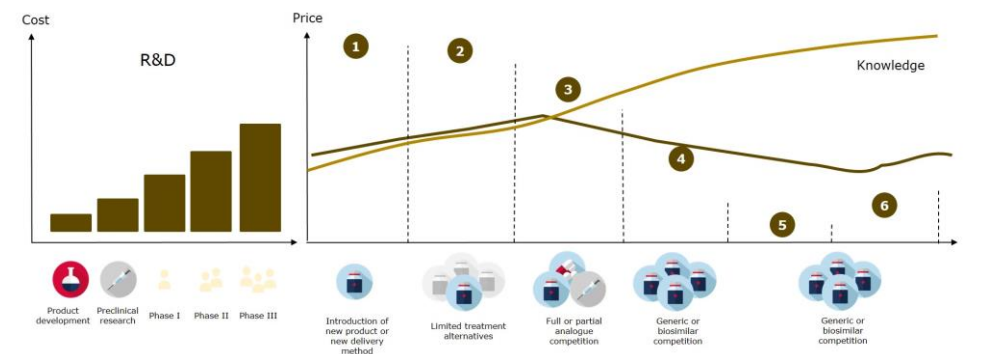 Cost
R&D
Product
development
Preclinical
research
Phase I
Phase II
Phase III
Price
1
2
3
4
5
6
Knowledge
Introduction of
new product or
new delivery
method
Limited treatment
alternatives
Full or partial
analogue
competition
Generic or
biosimilar
competition
Generic or
biosimilar
competition